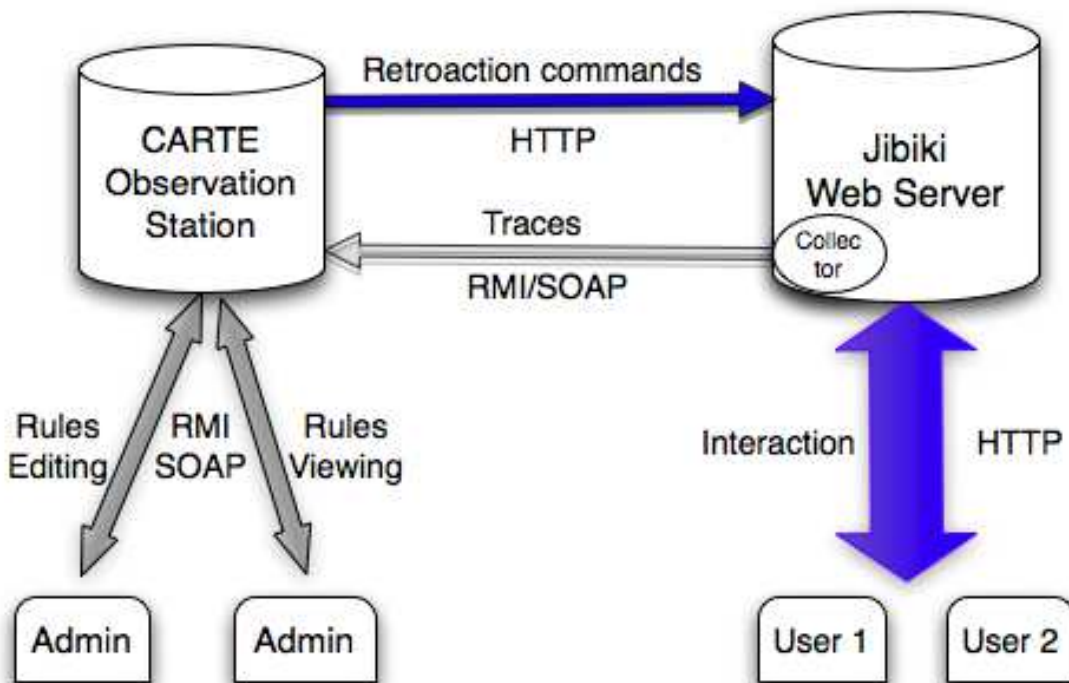 Retroaction commands
HTTP
CARTE
Observation
Station
Jibiki
Web Server
Traces
RMI/SOAP
Collec
tor
Rules
Editing
RMI
SOAP
Rules
Viewing
Interaction
HTTP
Admin
Admin
User 1
User 2